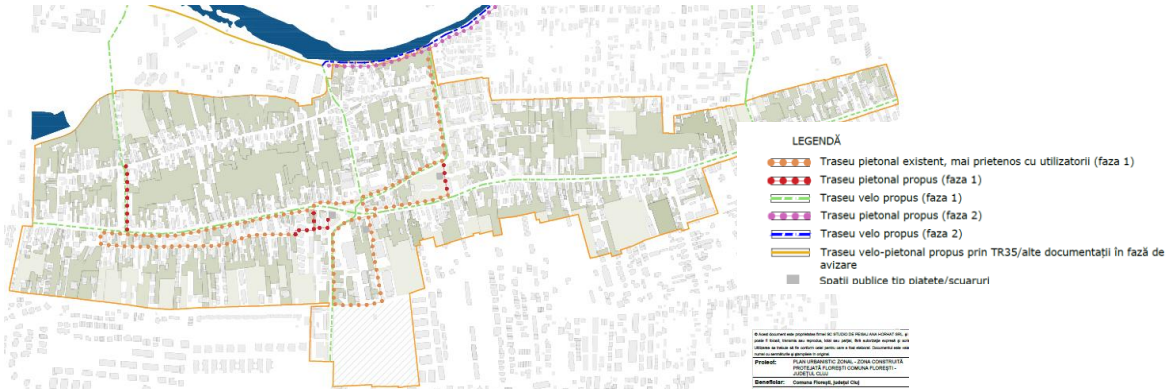 LEGENDĂ
Traseu pietonal existent, mai prietenos cu utilizatorii (faza 1)
Traseu pietonal propus (faza 1)
Traseu velo propus (faza 1)
Traseu pietonal propus (faza 2)
Traseu velo propus (faza 2)
Traseu velo-pietonal propus prin TR35/alte documentații în fază de
avizare
Spații publice tip piațete/scuaruri
Proiect: PLAN URBANISTIC ZONAL - ZONA CONSTRUITĂ
PROTEJATĂ FLOREȘTI COMUNA FLOREȘTI -
JUDEȚUL CLUJ
Beneficiar: Comuna Florești, județul Cluj